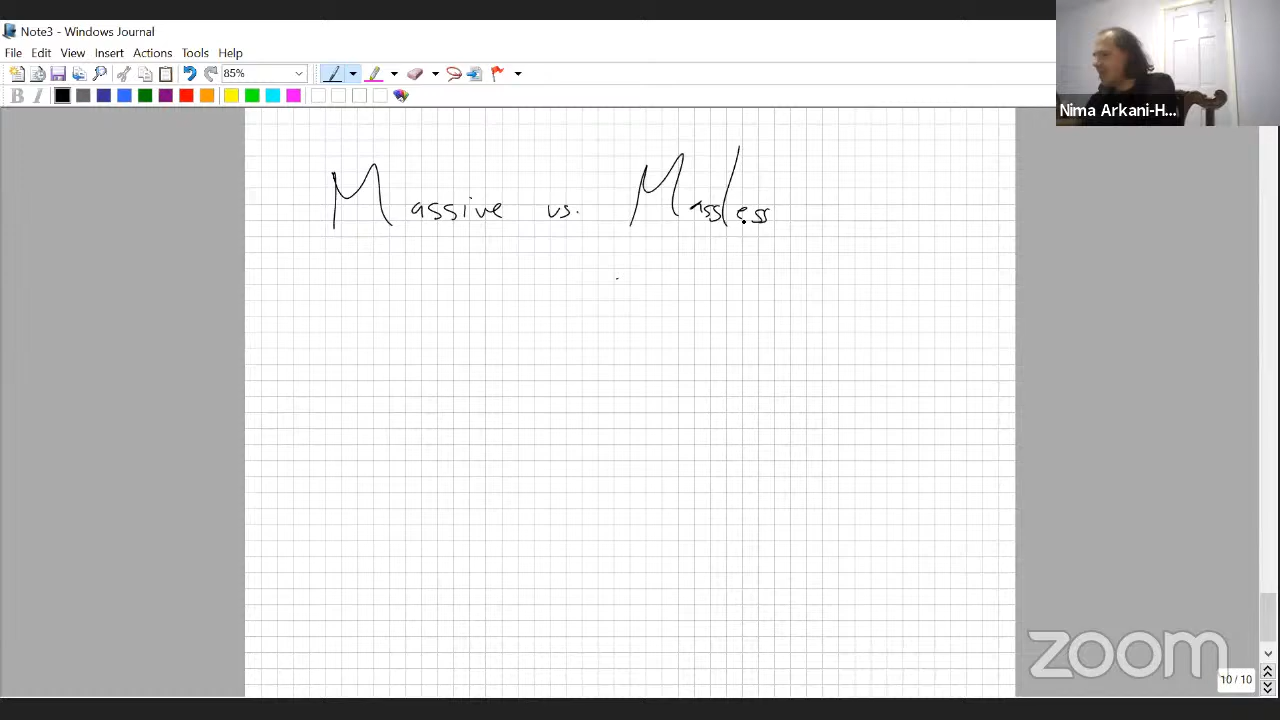 Note3 - Windows Journal
File Edit View Insert Actions Tools Help
85%
B I
Nima Arkani-H...
Massive vs. Massless
zoom
10 / 10